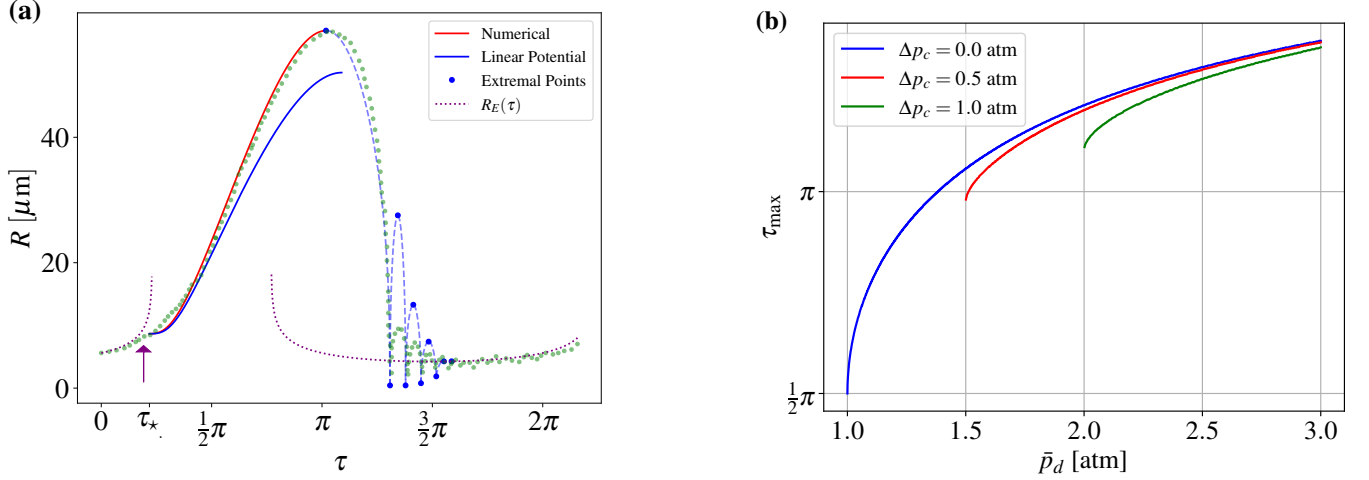 (a)
Numerical
Linear Potential
Extremal Points
R_E(τ)
R [μm]
40
20
0
0
τ⋆.
½π
π
3/2π
2π
τ
(b)
Δp_c = 0.0 atm
Δp_c = 0.5 atm
Δp_c = 1.0 atm
τ_max
π
½π
1.0
1.5
2.0
2.5
3.0
p̄_d [atm]